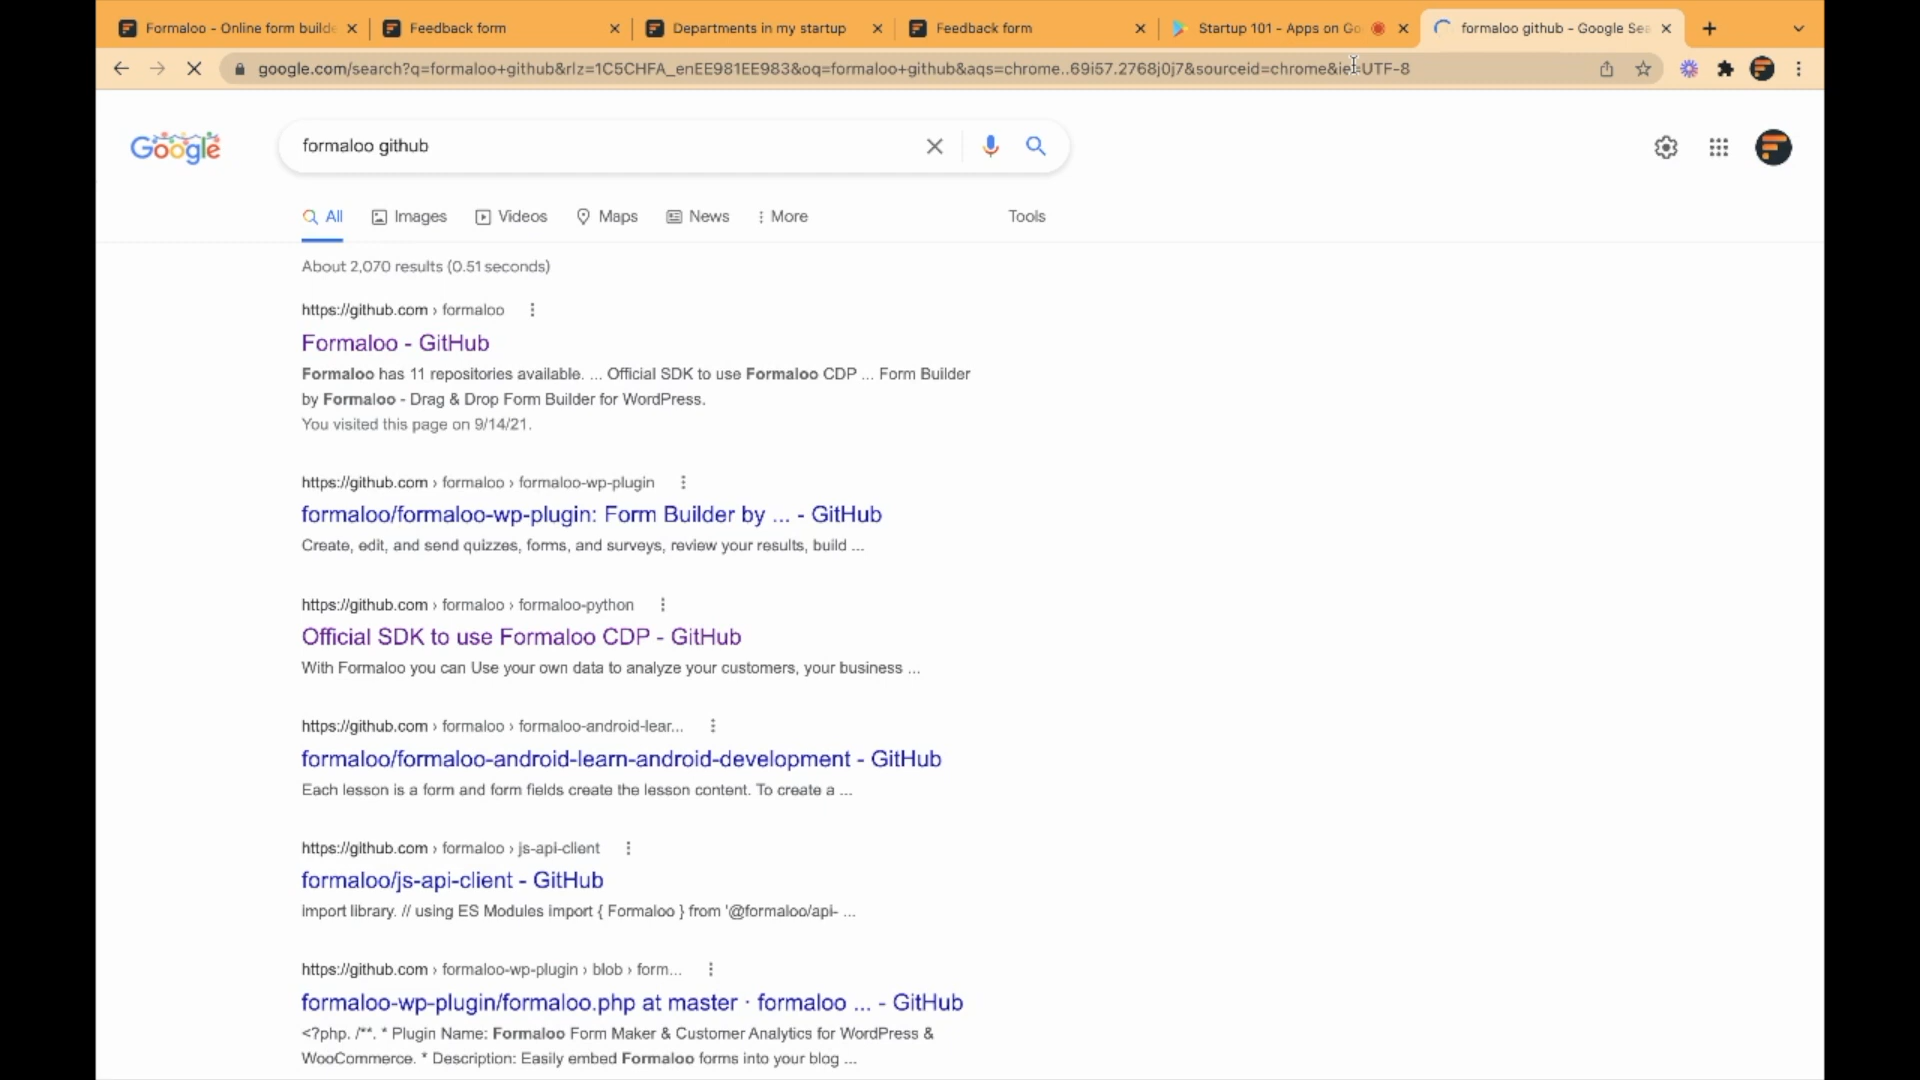 Formaloo - Online form builde
Feedback form
Departments in my startup
Feedback form
Startup 101 - Apps on Go
formaloo github - Google Sea
google.com/search?q=formaloo+github&rlz=1C5CHFA_enEE981EE983&oq=formaloo+github&aqs=chrome..69i57.2768j0j7&sourceid=chrome&ie=UTF-8
Google
formaloo github
All
Images
Videos
Maps
News
More
Tools
About 2,070 results (0.51 seconds)
https://github.com › formaloo
Formaloo - GitHub
Formaloo has 11 repositories available. ... Official SDK to use Formaloo CDP ... Form Builder
by Formaloo - Drag & Drop Form Builder for WordPress.
You visited this page on 9/14/21.
https://github.com › formaloo › formaloo-wp-plugin
formaloo/formaloo-wp-plugin: Form Builder by ... - GitHub
Create, edit, and send quizzes, forms, and surveys, review your results, build ...
https://github.com › formaloo › formaloo-python
Official SDK to use Formaloo CDP - GitHub
With Formaloo you can Use your own data to analyze your customers, your business ...
https://github.com › formaloo › formaloo-android-lear...
formaloo/formaloo-android-learn-android-development - GitHub
Each lesson is a form and form fields create the lesson content. To create a ...
https://github.com › formaloo › js-api-client
formaloo/js-api-client - GitHub
import library. // using ES Modules import { Formaloo } from '@formaloo/api- ...
https://github.com › formaloo-wp-plugin › blob › form...
formaloo-wp-plugin/formaloo.php at master · formaloo ... - GitHub
<?php. /**. * Plugin Name: Formaloo Form Maker & Customer Analytics for WordPress &
WooCommerce. * Description: Easily embed Formaloo forms into your blog ...